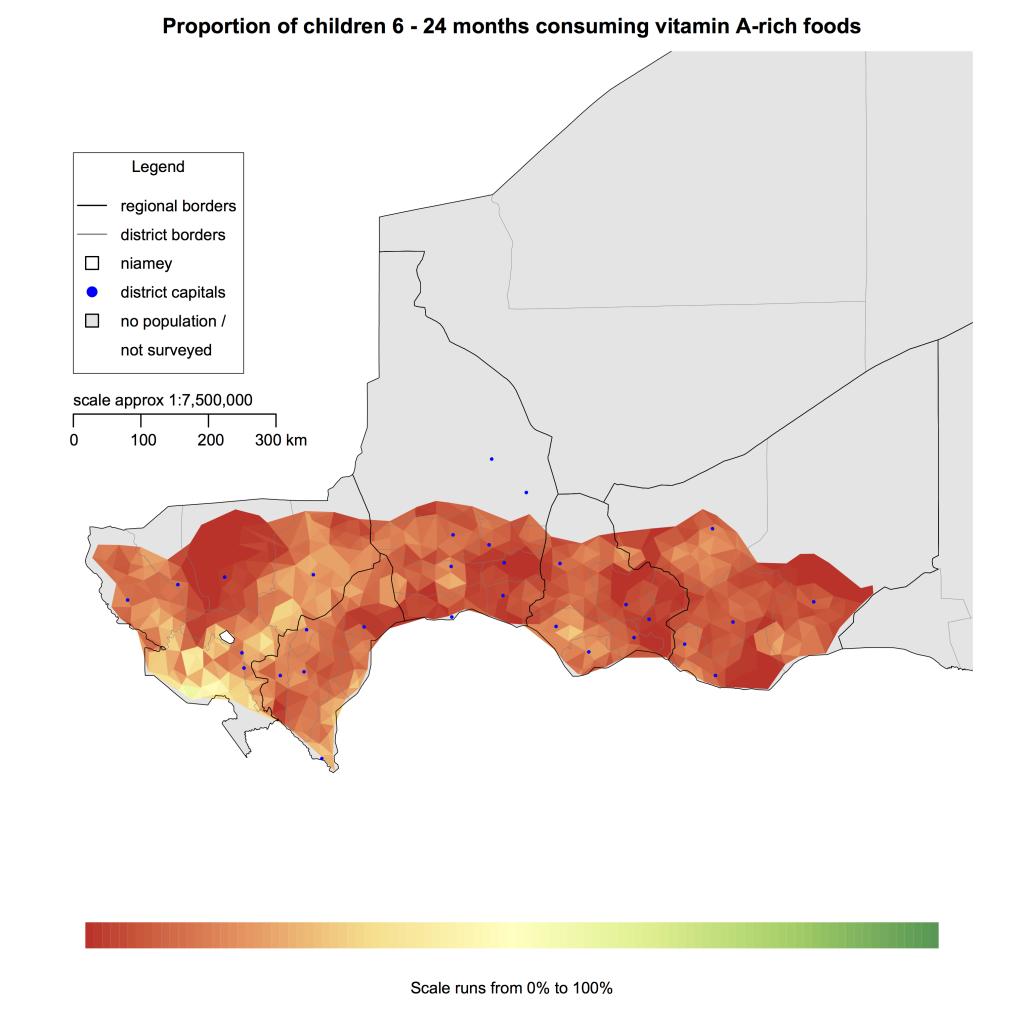 Proportion of children 6 - 24 months consuming vitamin A-rich foods
Legend
regional borders
district borders
niamey
district capitals
no population /
not surveyed
scale approx 1:7,500,000
0 100 200 300 km
Scale runs from 0% to 100%